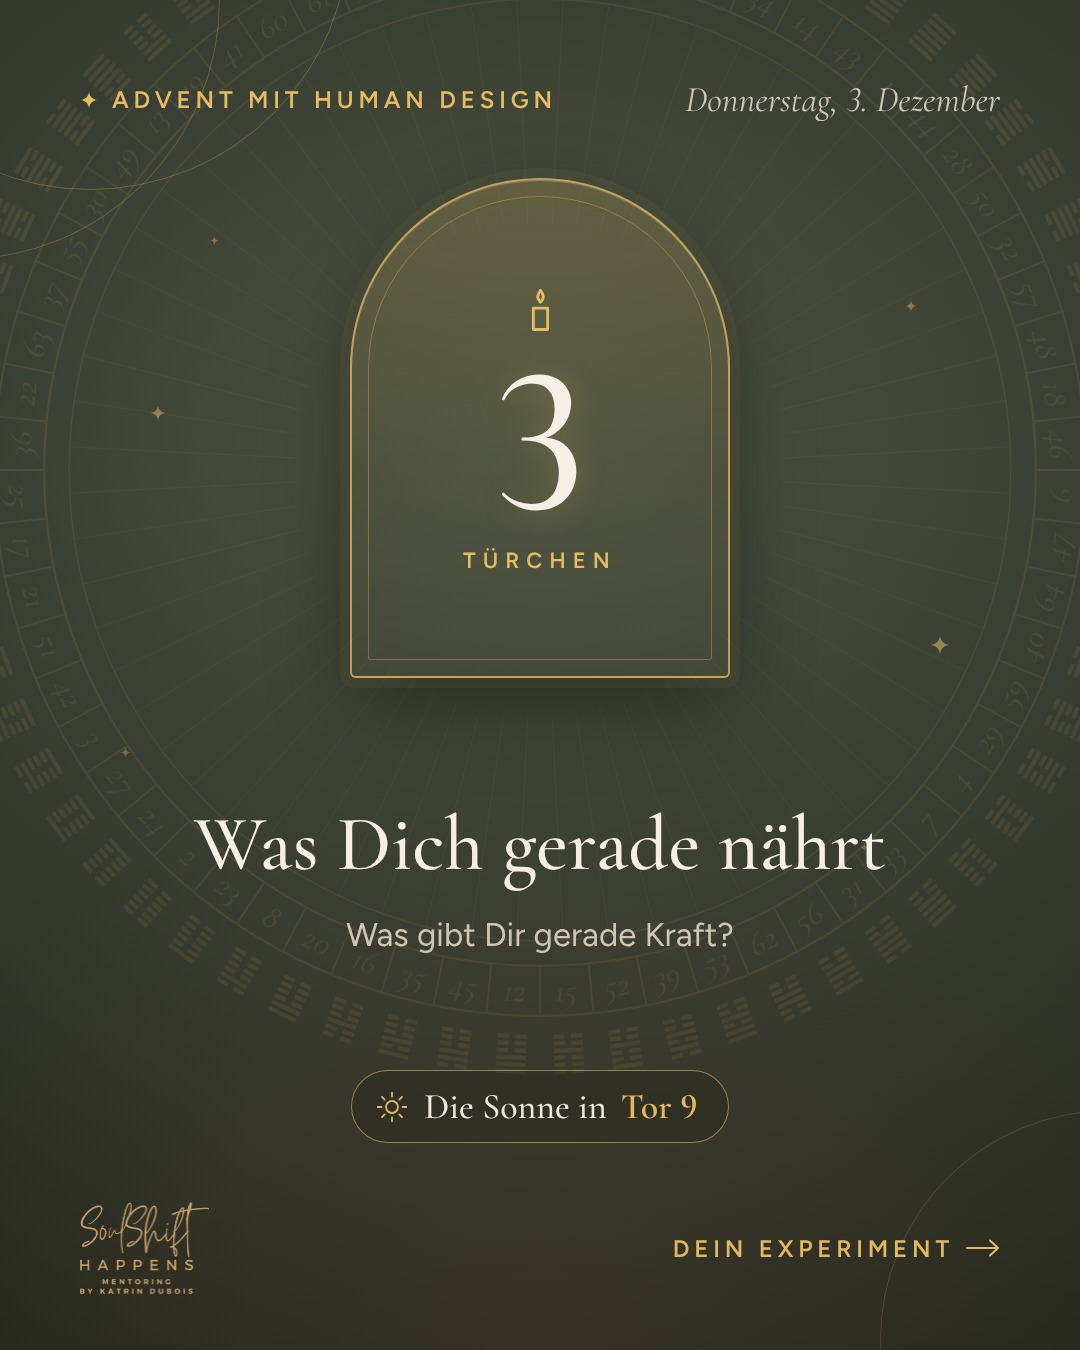 ✦ ADVENT MIT HUMAN DESIGN
Donnerstag, 3. Dezember
3
TÜRCHEN
Was Dich gerade nährt
Was gibt Dir gerade Kraft?
Die Sonne in Tor 9
SoulShift
HAPPENS
MENTORING
BY KATRIN DUBOIS
DEIN EXPERIMENT →